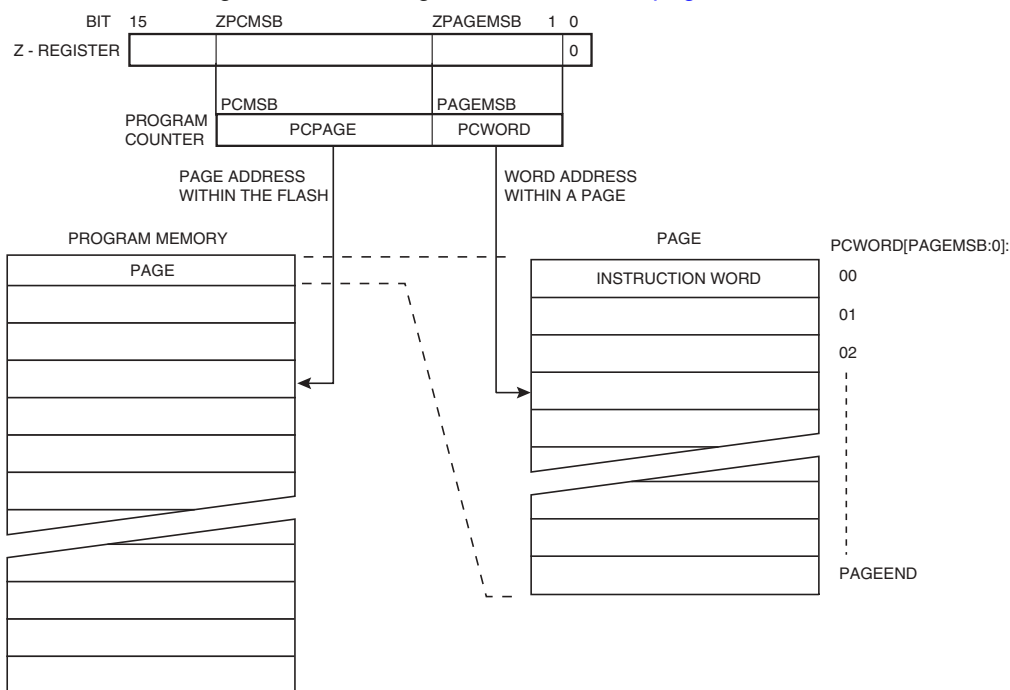 BIT 15 ZPCMSB ZPAGEMSB 1 0
Z - REGISTER 0
PCMSB PAGEMSB
PROGRAM
COUNTER
PCPAGE PCWORD
PAGE ADDRESS
WITHIN THE FLASH
WORD ADDRESS
WITHIN A PAGE
PROGRAM MEMORY PAGE PCWORD[PAGEMSB:0]:
PAGE INSTRUCTION WORD 00
01
02
PAGEEND